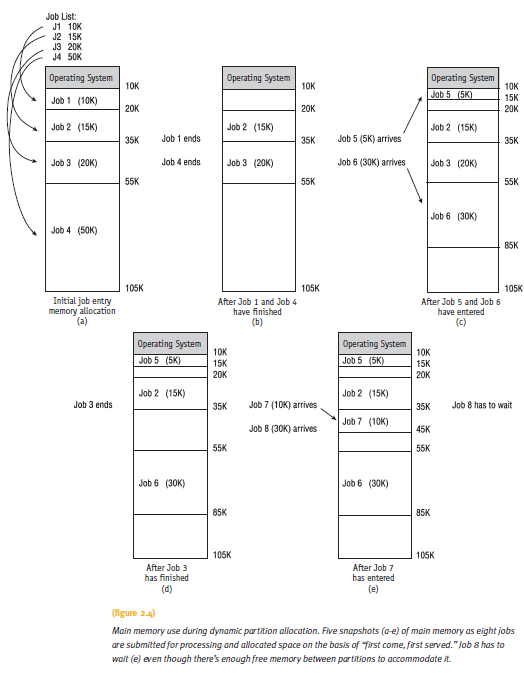 Job List:
J1 10K
J2 15K
J3 20K
J4 50K
Operating System
10K
Job 1 (10K)
20K
Job 2 (15K)
35K
Job 3 (20K)
55K
Job 4 (50K)
105K
Initial job entry
memory allocation
(a)
Job 1 ends
Job 4 ends
Operating System
10K
20K
Job 2 (15K)
35K
Job 3 (20K)
55K
105K
After Job 1 and Job 4
have finished
(b)
Job 5 (5K) arrives
Job 6 (30K) arrives
Operating System
10K
Job 5 (5K)
15K
20K
Job 2 (15K)
35K
Job 3 (20K)
55K
Job 6 (30K)
85K
105K
After Job 5 and Job 6
have entered
(c)
Job 3 ends
Operating System
10K
Job 5 (5K)
15K
20K
Job 2 (15K)
35K
55K
Job 6 (30K)
85K
105K
After Job 3
has finished
(d)
Job 7 (10K) arrives
Job 8 (30K) arrives
Operating System
10K
Job 5 (5K)
15K
20K
Job 2 (15K)
35K
Job 7 (10K)
45K
55K
Job 6 (30K)
85K
105K
After Job 7
has entered
(e)
Job 8 has to wait
(figure 2.4)
Main memory use during dynamic partition allocation. Five snapshots (a-e) of main memory as eight jobs
are submitted for processing and allocated space on the basis of “first come, first served.” Job 8 has to
wait (e) even though there’s enough free memory between partitions to accommodate it.